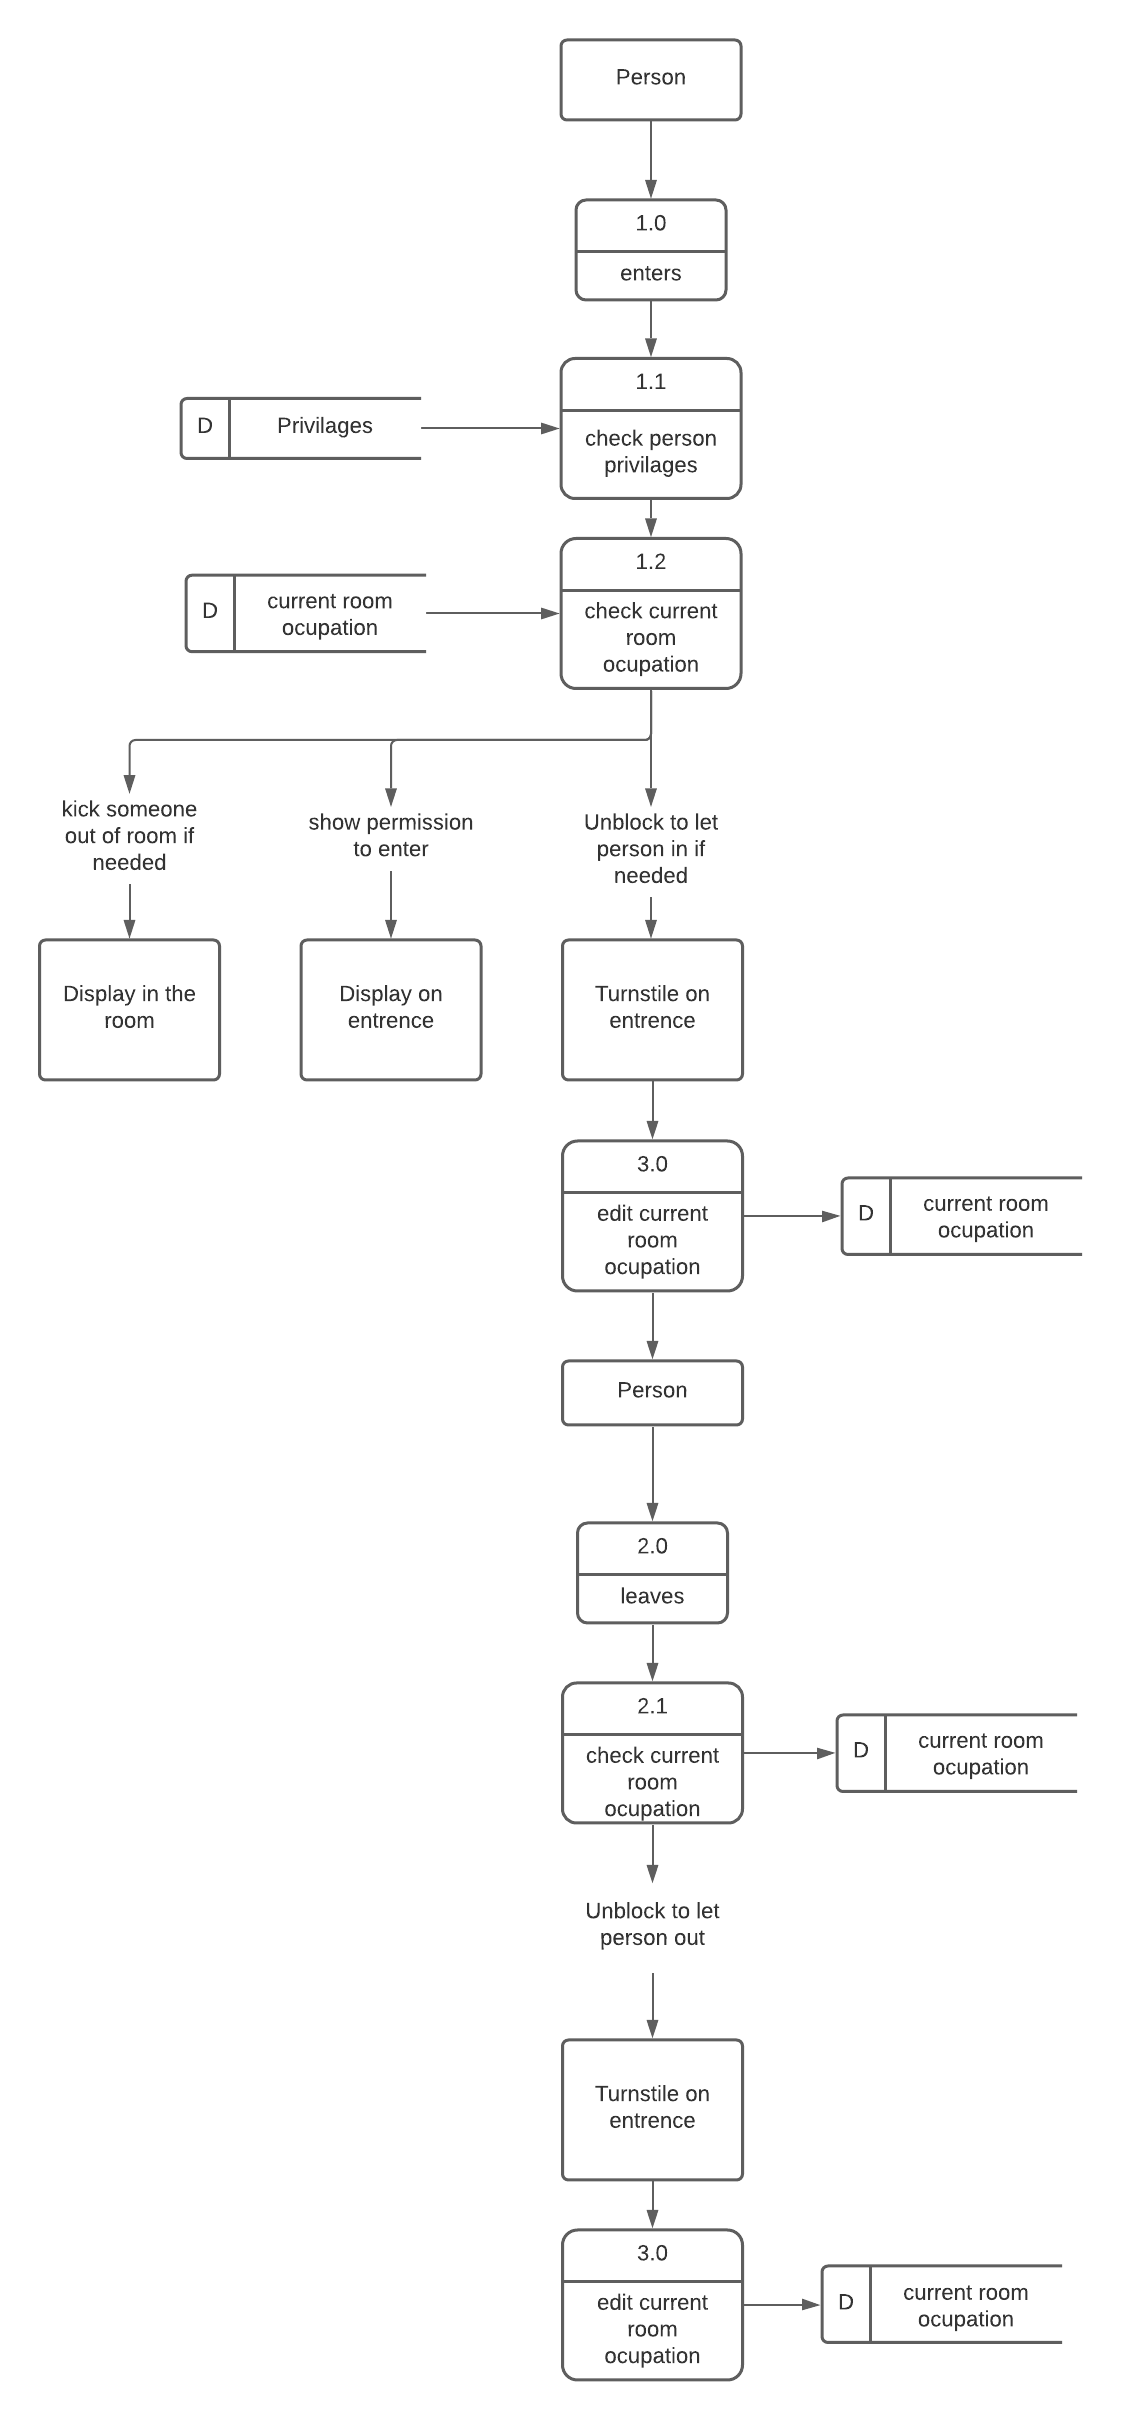 Person
1.0
enters
1.1
check person
privilages
D
Privilages
1.2
check current
room
ocupation
D
current room
ocupation
kick someone
out of room if
needed
show permission
to enter
Unblock to let
person in if
needed
Display in the
room
Display on
entrence
Turnstile on
entrence
3.0
edit current
room
ocupation
D
current room
ocupation
Person
2.0
leaves
2.1
check current
room
ocupation
D
current room
ocupation
Unblock to let
person out
Turnstile on
entrence
3.0
edit current
room
ocupation
D
current room
ocupation